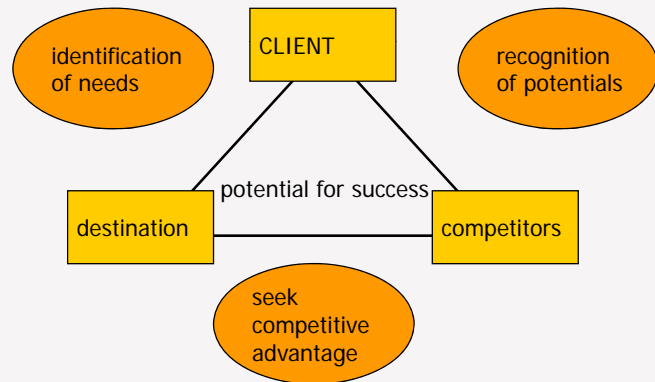 identification
of needs
CLIENT
recognition
of potentials
potential for success
destination
competitors
seek
competitive
advantage